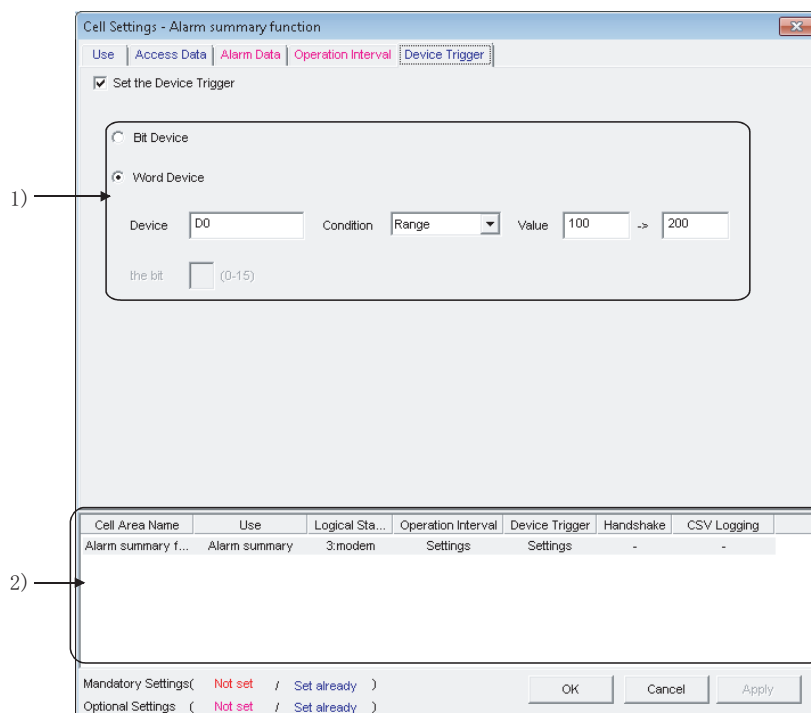 Cell Settings - Alarm summary function
Use Access Data Alarm Data Operation Interval Device Trigger
Set the Device Trigger
Bit Device
1)
Word Device
Device D0 Condition Range Value 100 -> 200
the bit (0-15)
Cell Area Name Use Logical Sta... Operation Interval Device Trigger Handshake CSV Logging
Alarm summary f... Alarm summary 3:modem Settings Settings - -
2)
Mandatory Settings( Not set / Set already )
OK Cancel Apply
Optional Settings ( Not set / Set already )